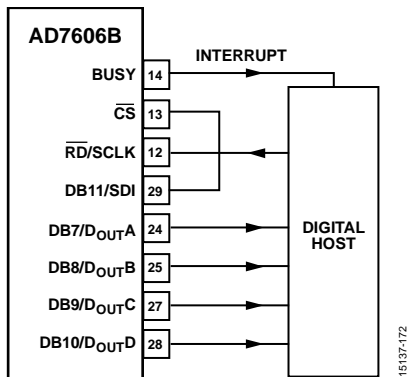 AD7606B
INTERRUPT
BUSY 14
CS 13
RD/SCLK 12
DB11/SDI 29
DB7/DOUTA 24
DIGITAL
HOST
DB8/DOUTB 25
DB9/DOUTC 27
DB10/DOUTD 28
15137-172